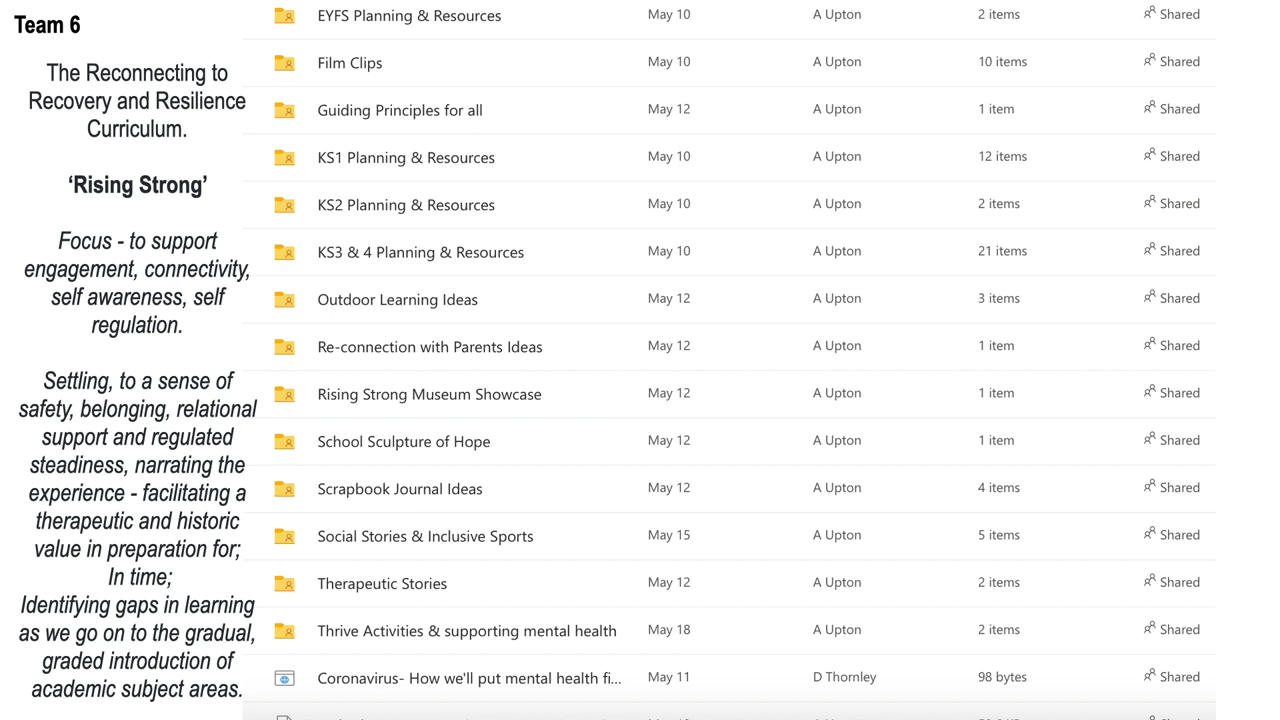 Team 6
The Reconnecting to
Recovery and Resilience
Curriculum.
‘Rising Strong’
Focus - to support
engagement, connectivity,
self awareness, self
regulation.
Settling, to a sense of
safety, belonging, relational
support and regulated
steadiness, narrating the
experience - facilitating a
therapeutic and historic
value in preparation for;
In time;
Identifying gaps in learning
as we go on to the gradual,
graded introduction of
academic subject areas.
EYFS Planning & Resources May 10 A Upton 2 items Shared
Film Clips May 10 A Upton 10 items Shared
Guiding Principles for all May 12 A Upton 1 item Shared
KS1 Planning & Resources May 10 A Upton 12 items Shared
KS2 Planning & Resources May 10 A Upton 2 items Shared
KS3 & 4 Planning & Resources May 10 A Upton 21 items Shared
Outdoor Learning Ideas May 12 A Upton 3 items Shared
Re-connection with Parents Ideas May 12 A Upton 1 item Shared
Rising Strong Museum Showcase May 12 A Upton 1 item Shared
School Sculpture of Hope May 12 A Upton 1 item Shared
Scrapbook Journal Ideas May 12 A Upton 4 items Shared
Social Stories & Inclusive Sports May 15 A Upton 5 items Shared
Therapeutic Stories May 12 A Upton 2 items Shared
Thrive Activities & supporting mental health May 18 A Upton 2 items Shared
Coronavirus- How we'll put mental health fi... May 11 D Thornley 98 bytes Shared